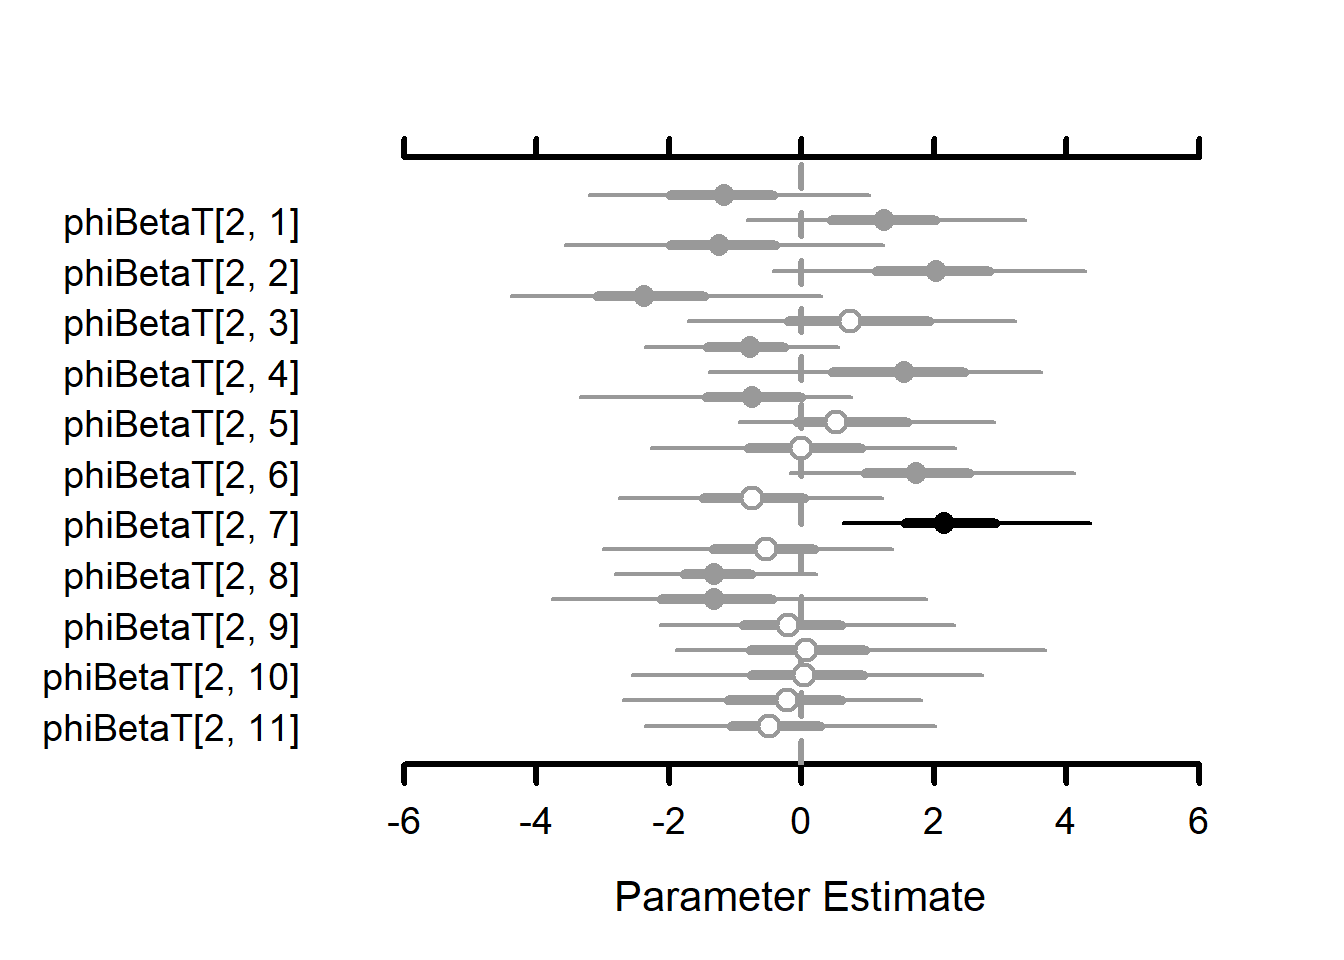 phiBetaT[2, 1]
phiBetaT[2, 2]
phiBetaT[2, 3]
phiBetaT[2, 4]
phiBetaT[2, 5]
phiBetaT[2, 6]
phiBetaT[2, 7]
phiBetaT[2, 8]
phiBetaT[2, 9]
phiBetaT[2, 10]
phiBetaT[2, 11]
-6 -4 -2 0 2 4 6
Parameter Estimate